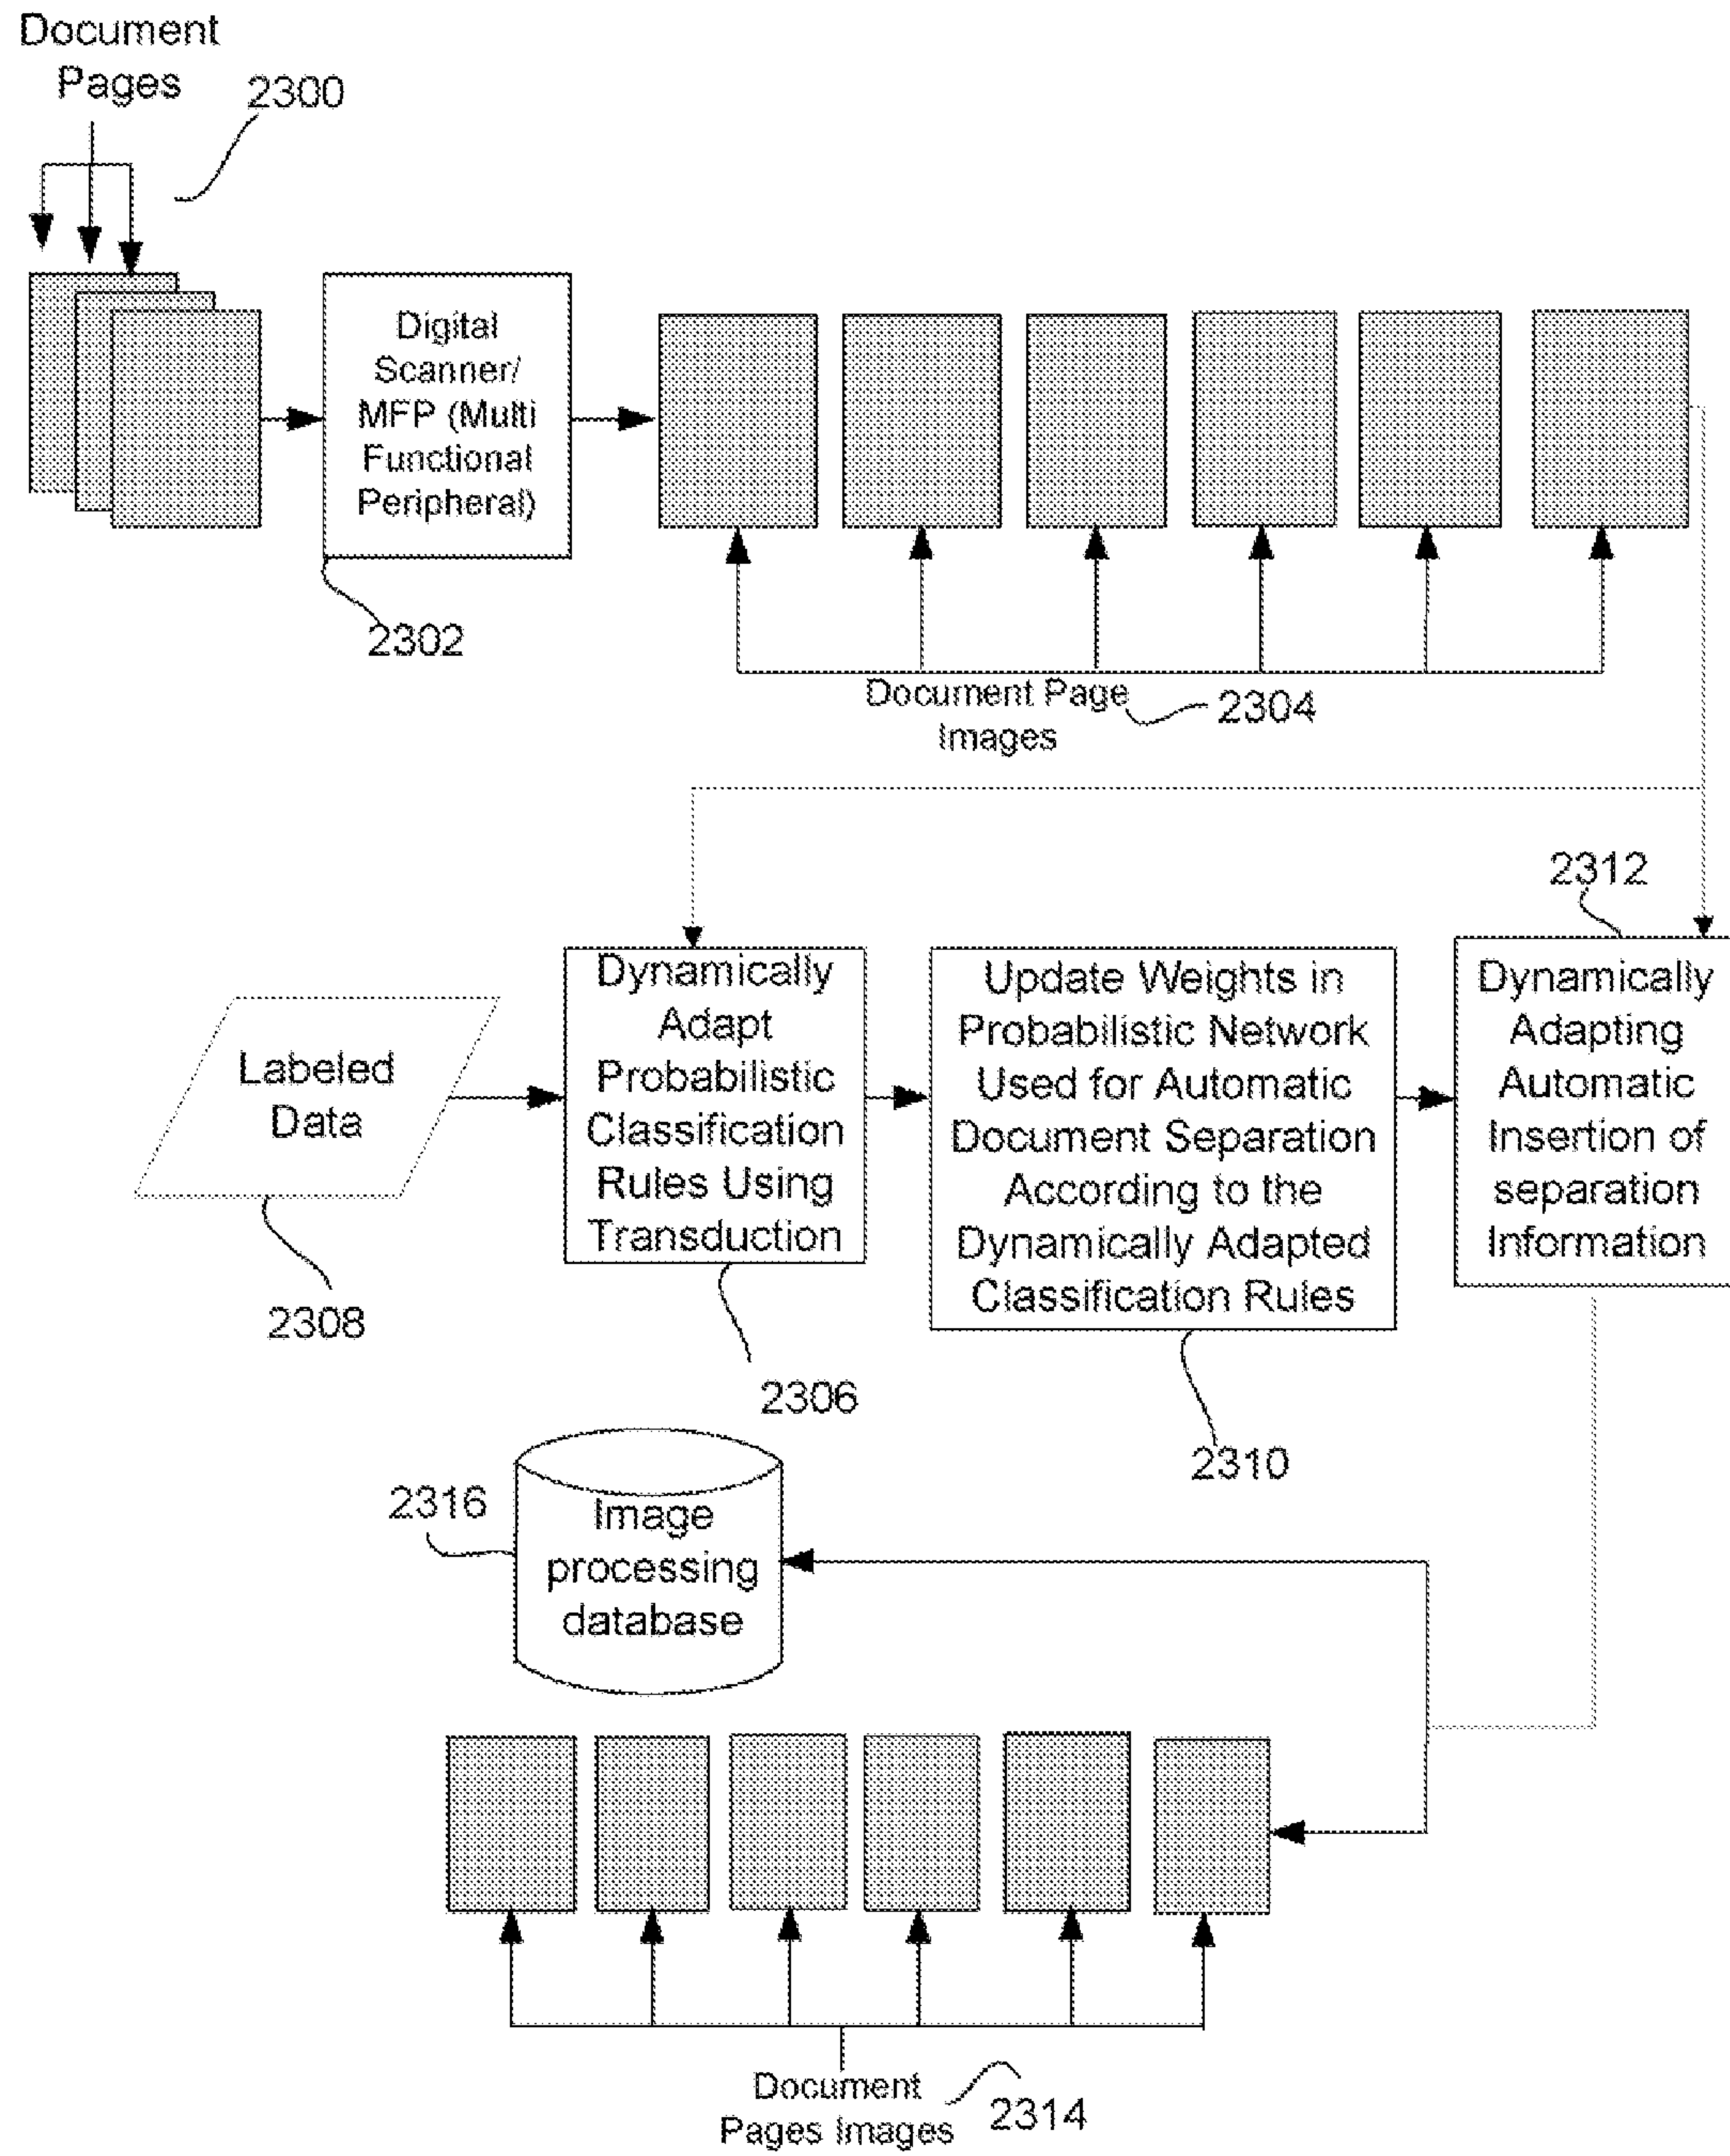 Document
Pages
2300
Digital
Scanner/
MFP (Multi
Functional
Peripheral)
2302
Document Page
Images
2304
2312
Labeled
Data
2308
Dynamically
Adapt
Probabilistic
Classification
Rules Using
Transduction
2306
Update Weights in
Probabilistic Network
Used for Automatic
Document Separation
According to the
Dynamically Adapted
Classification Rules
2310
Dynamically
Adapting
Automatic
Insertion of
separation
Information
2316
Image
processing
database
Document
Pages Images
2314